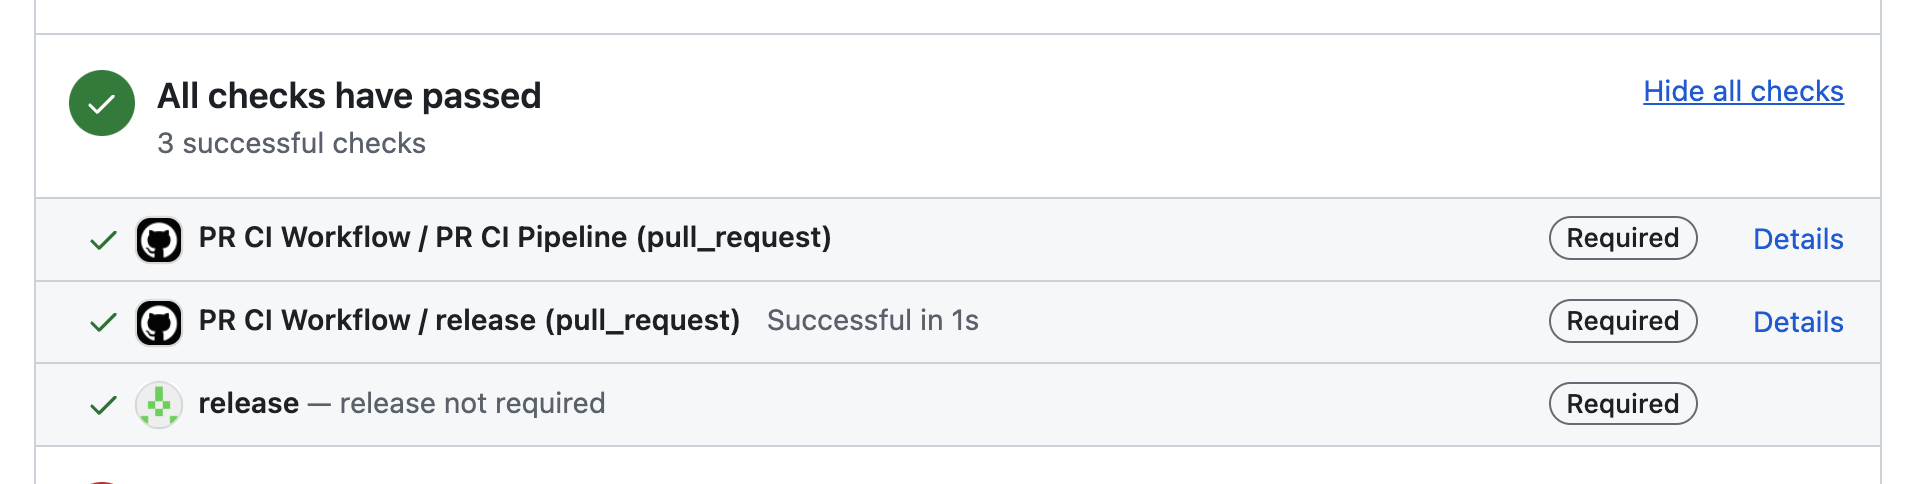 All checks have passed
Hide all checks
3 successful checks
PR CI Workflow / PR CI Pipeline (pull_request)
Required
Details
PR CI Workflow / release (pull_request) Successful in 1s
Required
Details
release — release not required
Required